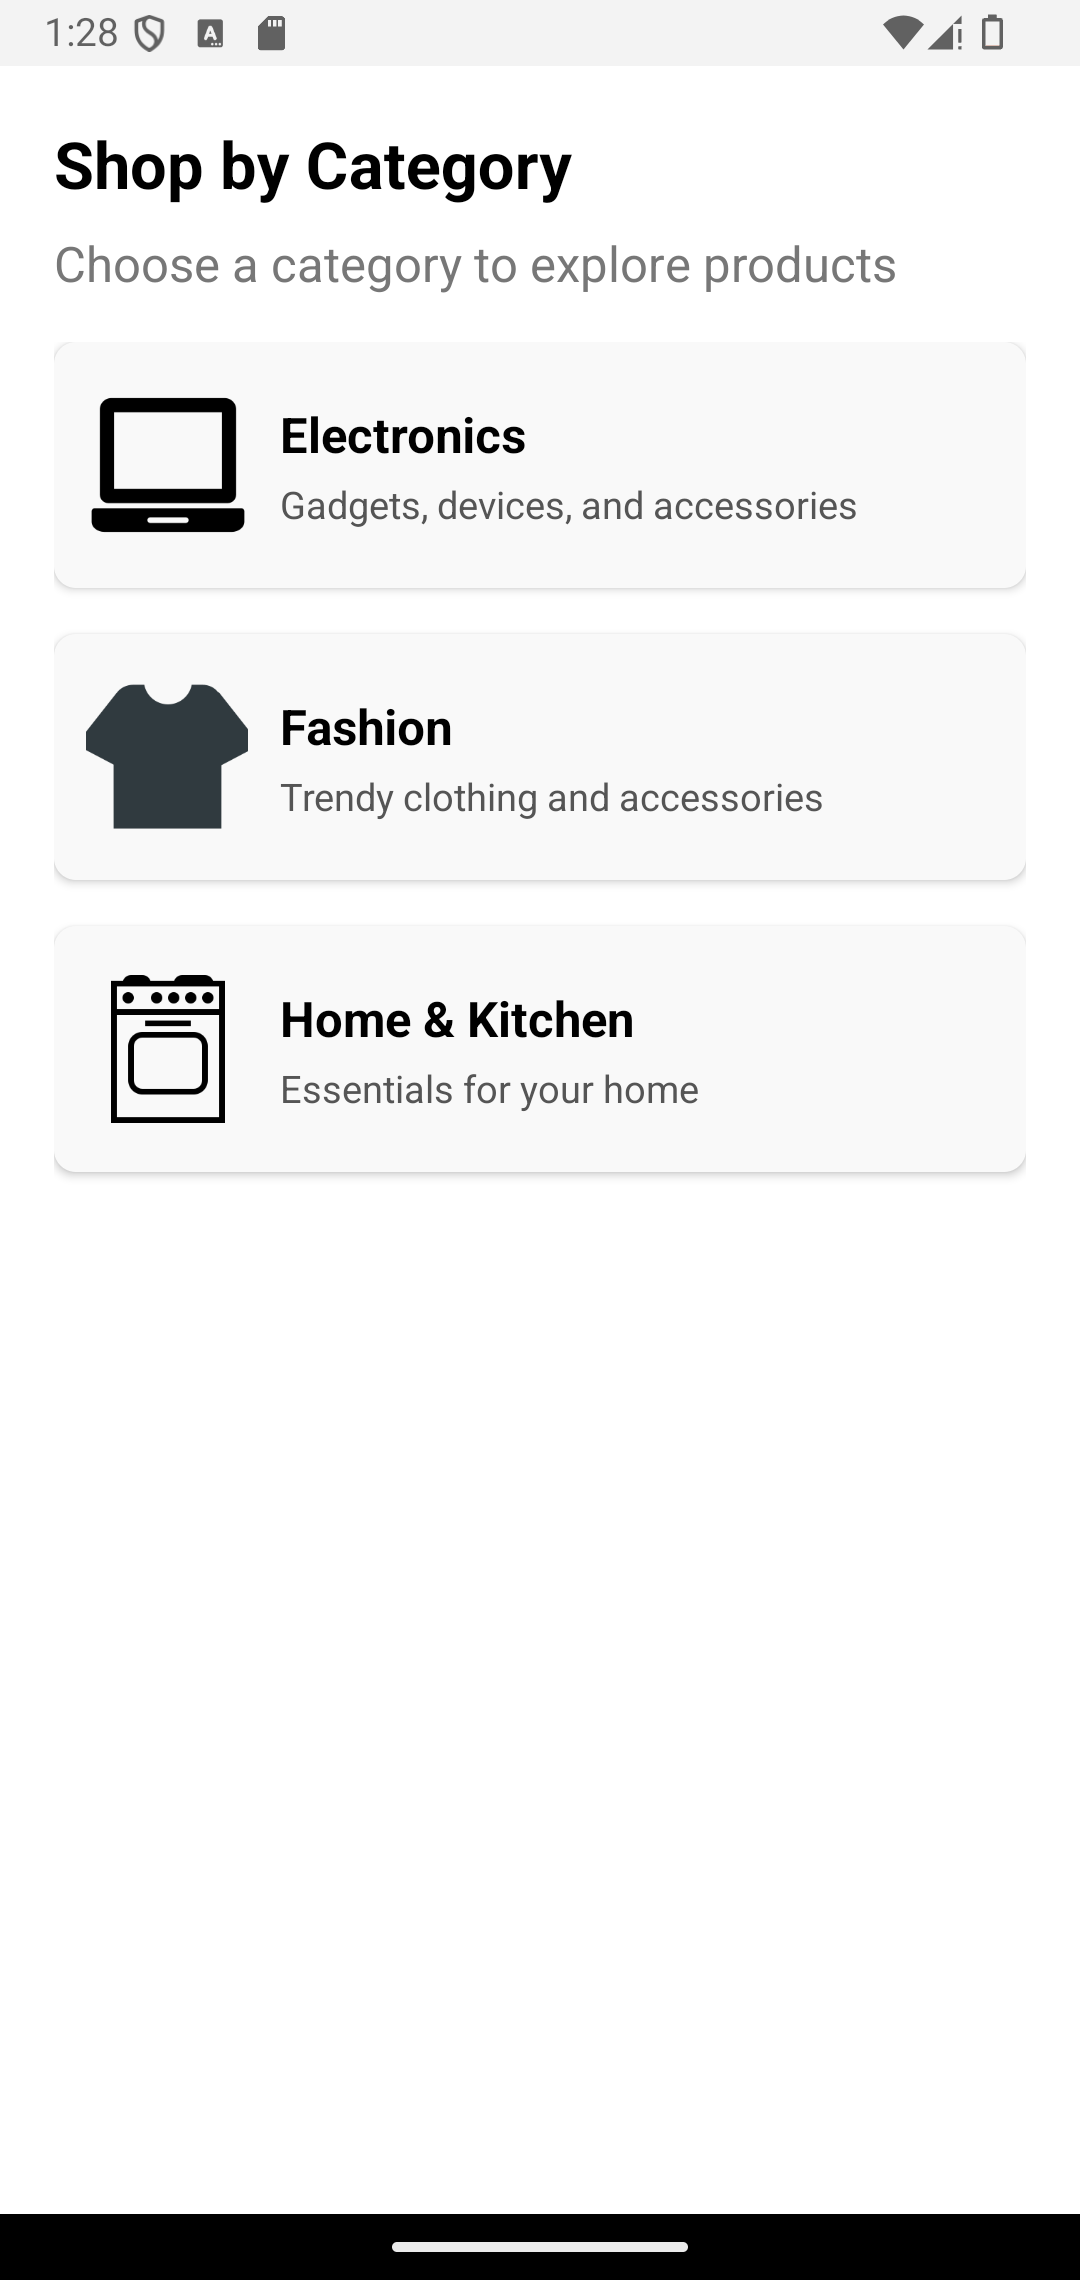 1:28
Shop by Category
Choose a category to explore products
Electronics
Gadgets, devices, and accessories
Fashion
Trendy clothing and accessories
Home & Kitchen
Essentials for your home